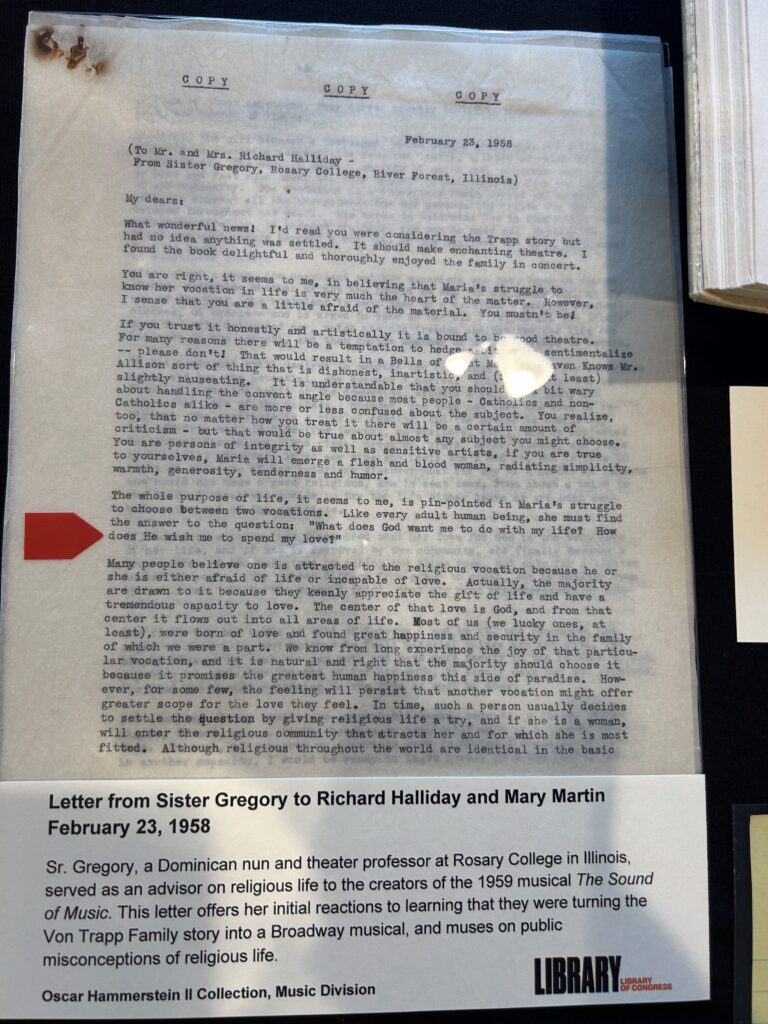 COPY COPY COPY
February 23, 1958
(To Mr. and Mrs. Richard Halliday -
From Sister Gregory, Rosary College, River Forest, Illinois)
My dears:
What wonderful news! I'd read you were considering the Trapp story but
had no idea anything was settled. It should make enchanting theatre. I
found the book delightful and thoroughly enjoyed the family in concert.
You are right, it seems to me, in believing that Maria's struggle to
know her vocation in life is very much the heart of the matter. However,
I sense that you are a little afraid of the material. You mustn't be!
If you trust it honestly and artistically it is bound to be good theatre.
For many reasons there will be a temptation to hedge a bit sentimentalize
-- please don't! That would result in a Bells of Knows Mr.
Allison sort of thing that is dishonest, inartistic, and least)
slightly nauseating. It is understandable that you should bit wary
about handling the convent angle because most people - Catholics and non-
Catholics alike - are more or less confused about the subject. You realize,
too, that no matter how you treat it there will be a certain amount of
criticism - but that would be true about almost any subject you might choose.
You are persons of integrity as well as sensitive artists, if you are true
to yourselves, Maria will emerge a flesh and blood woman, radiating simplicity,
warmth, generosity, tenderness and humor.
The whole purpose of life, it seems to me, is pin-pointed in Maria's struggle
to choose between two vocations. Like every adult human being, she must find
the answer to the question: "What does God want me to do with my life? How
does He wish me to spend my love?"
Many people believe one is attracted to the religious vocation because he or
she is either afraid of life or incapable of love. Actually, the majority
are drawn to it because they keenly appreciate the gift of life and have a
tremendous capacity to love. The center of that love is God, and from that
center it flows out into all areas of life. Most of us (we lucky ones, at
least), were born of love and found great happiness and security in the family
of which we were a part. We know from long experience the joy of that particu-
lar vocation, and it is natural and right that the majority should choose it
because it promises the greatest human happiness this side of paradise. How-
ever, for some few, the feeling will persist that another vocation might offer
greater scope for the love they feel. In time, such a person usually decides
to settle the question by giving religious life a try, and if she is a woman,
will enter the religious community that attracts her and for which she is most
fitted. Although religious throughout the world are identical in the basic
Letter from Sister Gregory to Richard Halliday and Mary Martin
February 23, 1958
Sr. Gregory, a Dominican nun and theater professor at Rosary College in Illinois,
served as an advisor on religious life to the creators of the 1959 musical The Sound
of Music. This letter offers her initial reactions to learning that they were turning the
Von Trapp Family story into a Broadway musical, and muses on public
misconceptions of religious life.
Oscar Hammerstein II Collection, Music Division
LIBRARY LIBRARY
OF CONGRESS